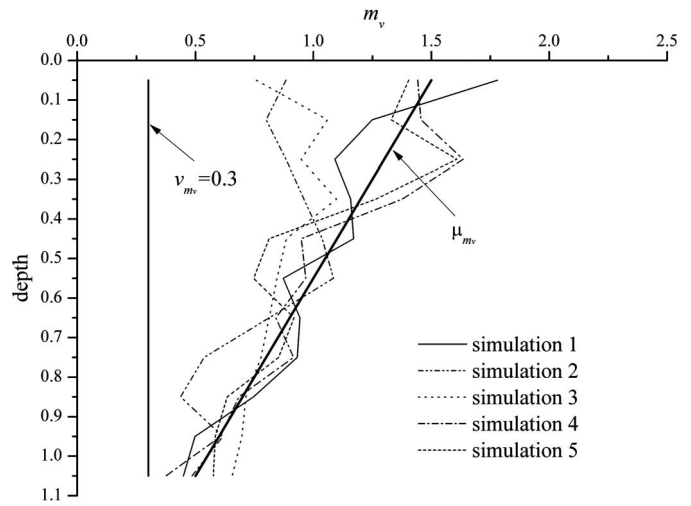 m_v
0.0 0.5 1.0 1.5 2.0 2.5
0.0
0.1
0.2
0.3
0.4
0.5
0.6
0.7
0.8
0.9
1.0
1.1
depth
v_{m_v}=0.3
μ_{m_v}
simulation 1
simulation 2
simulation 3
simulation 4
simulation 5